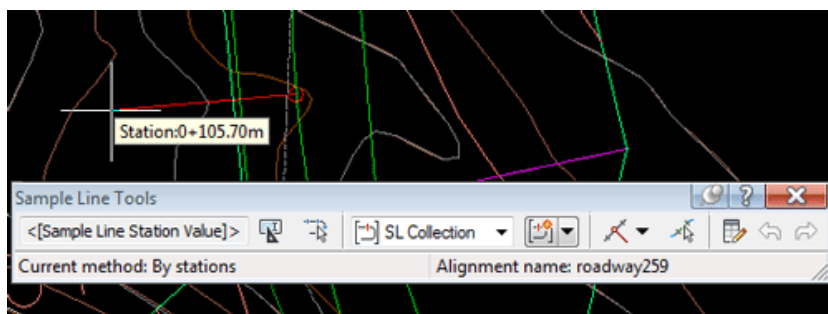 Station:0+105.70m
Sample Line Tools
<[Sample Line Station Value]> SL Collection
Current method: By stations Alignment name: roadway259